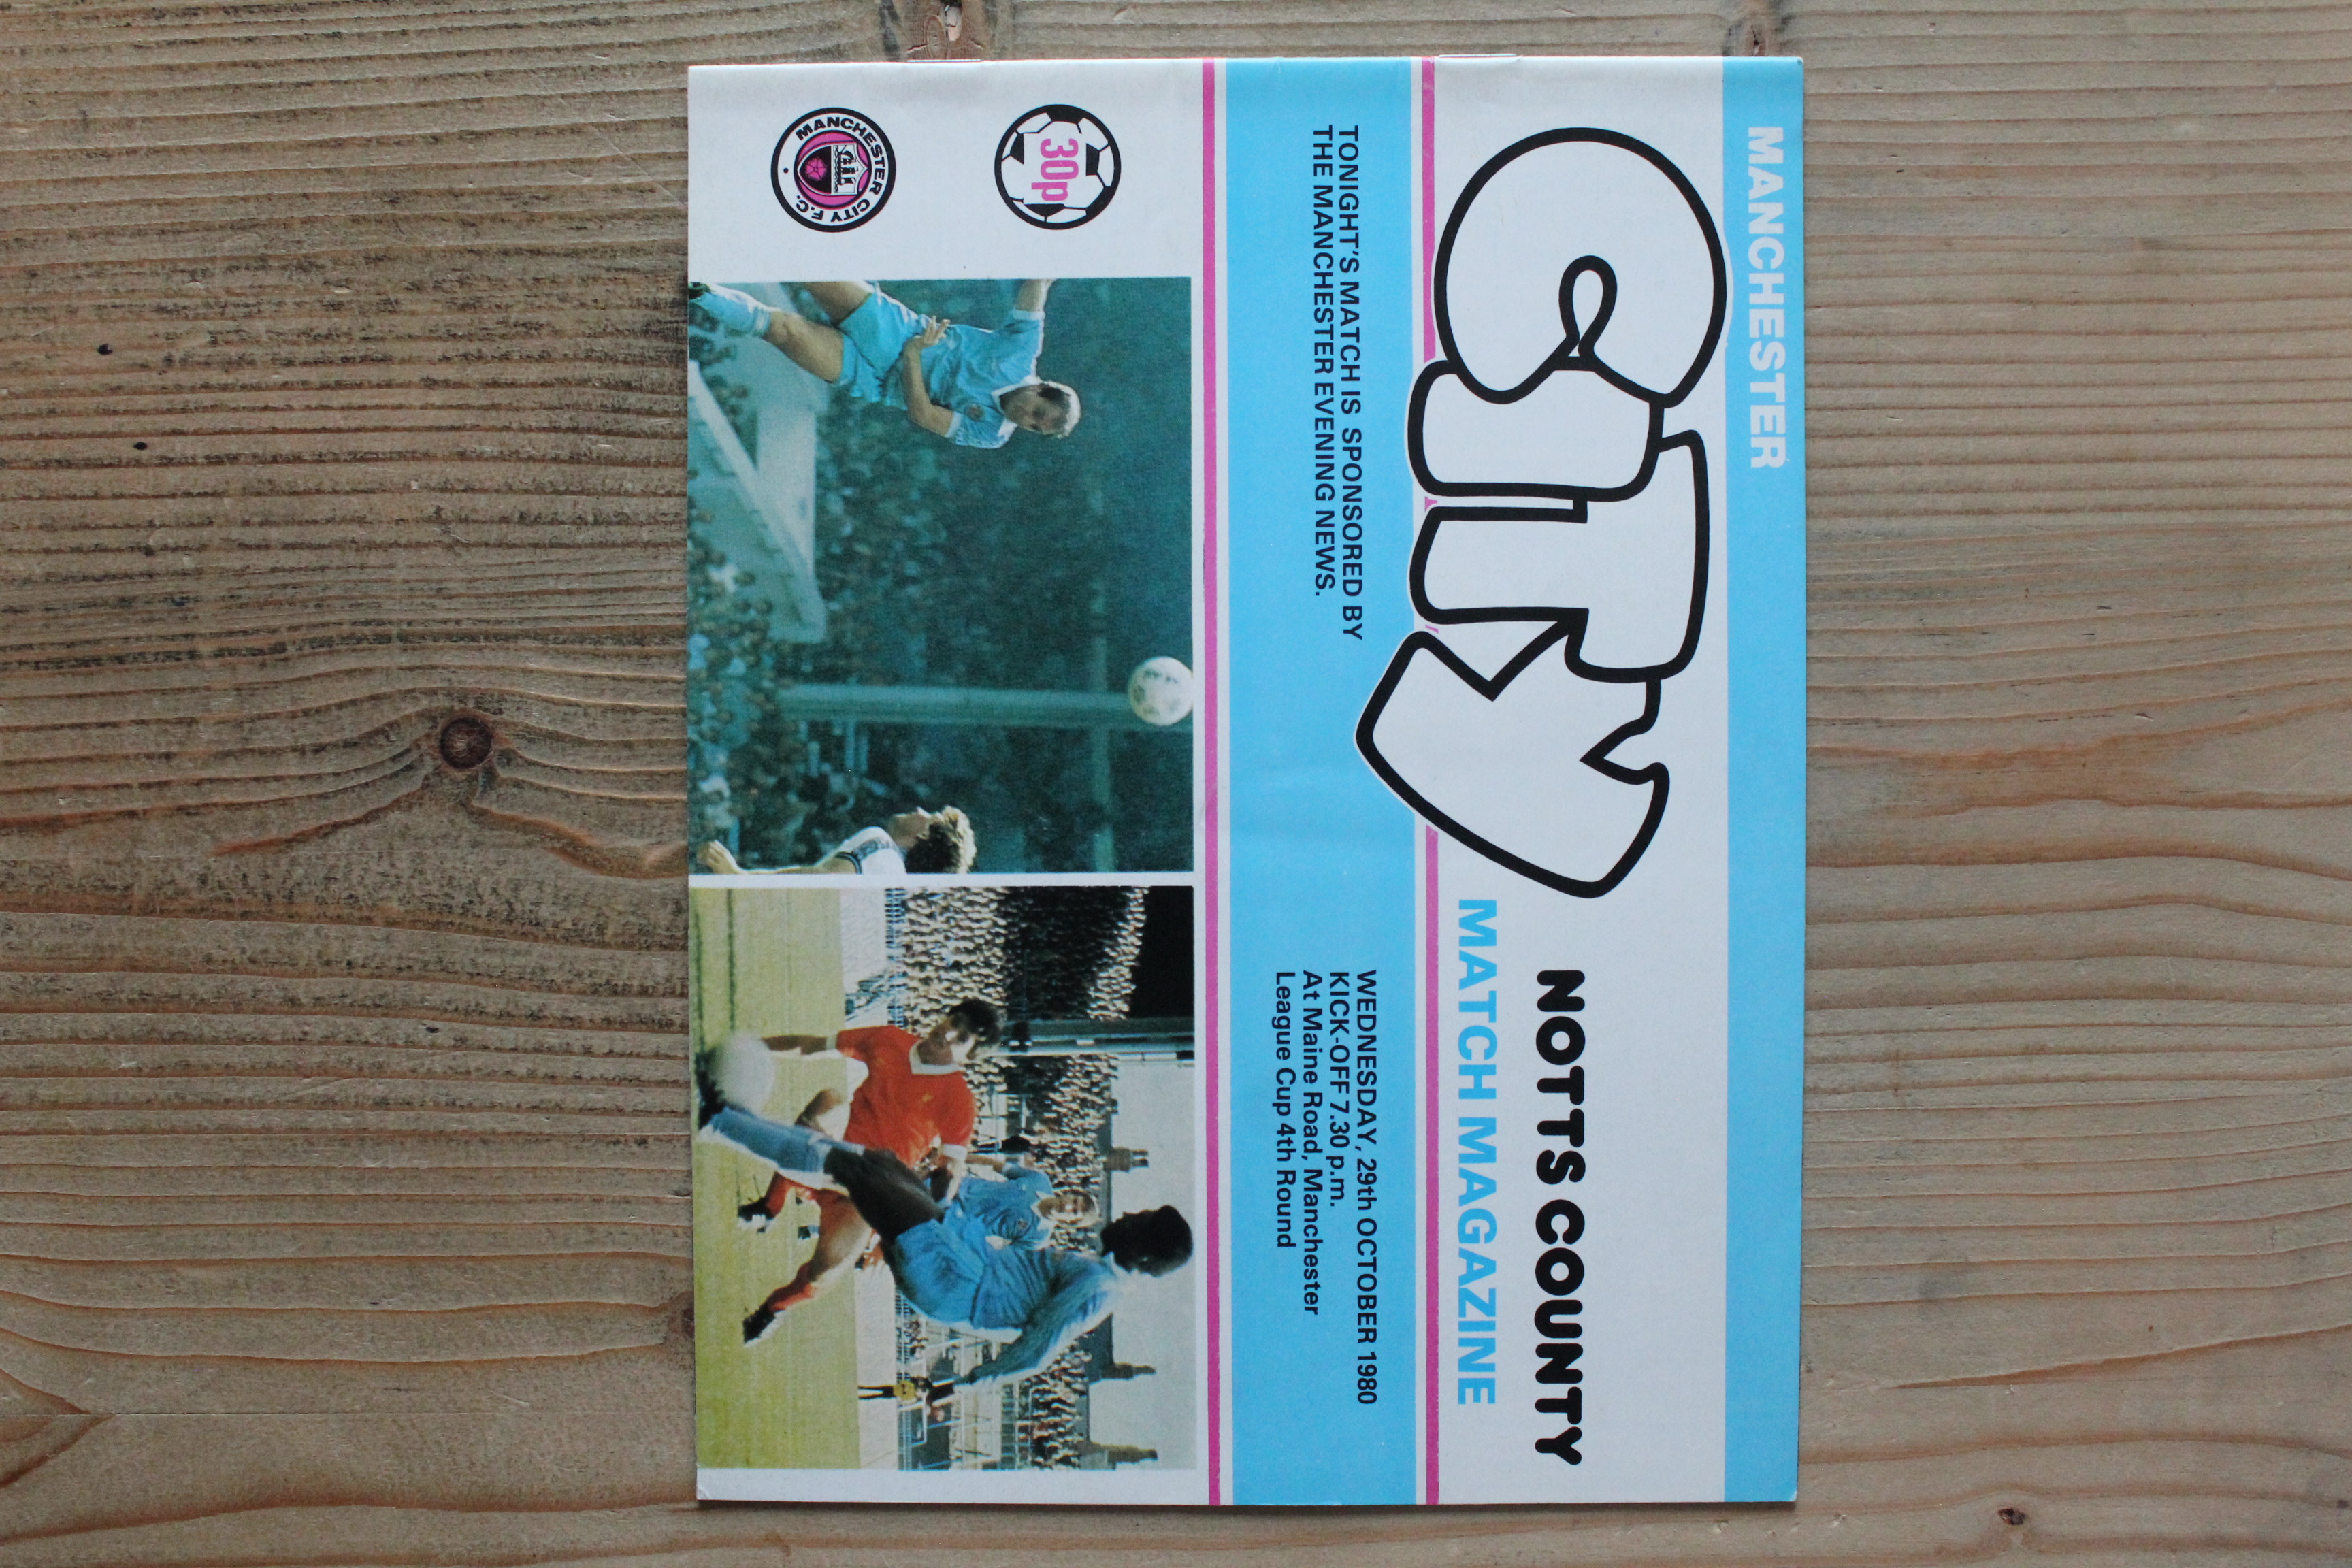 MANCHESTER
CITY
NOTTS COUNTY
MATCH MAGAZINE
TONIGHT'S MATCH IS SPONSORED BY
THE MANCHESTER EVENING NEWS.
WEDNESDAY, 29th OCTOBER 1980
KICK-OFF 7.30 p.m.
At Maine Road, Manchester
League Cup 4th Round
30p
MANCHESTER CITY F.C.